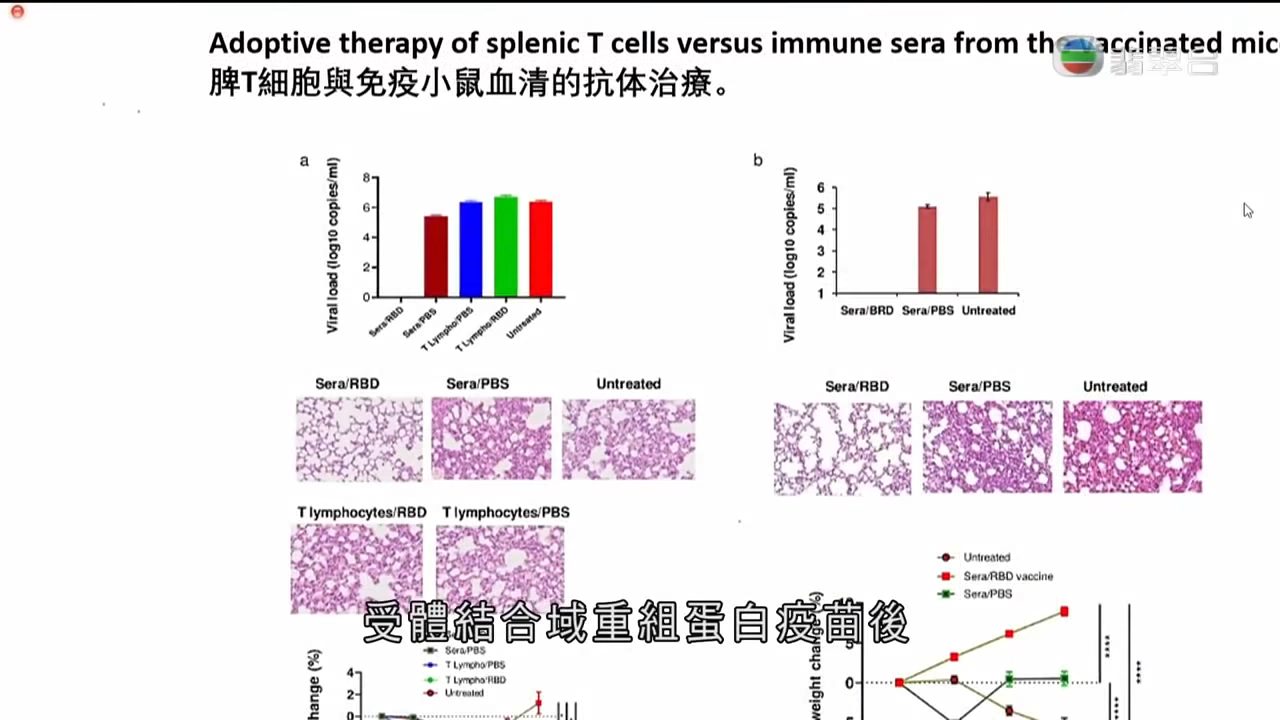 Adoptive therapy of splenic T cells versus immune sera from the vaccinated mic
脾T細胞與免疫小鼠血清的抗体治療。
翡翠台
a
b
Viral load (log10 copies/ml)
8
6
4
2
0
Sera/RBD
Sera/PBS
T Lympho/PBS
T Lympho/RBD
Untreated
Viral load (log10 copies/ml)
6
5
4
3
2
1
Sera/BRD Sera/PBS Untreated
Sera/RBD Sera/PBS Untreated
Sera/RBD Sera/PBS Untreated
T lymphocytes/RBD T lymphocytes/PBS
受體結合域重組蛋白疫苗後
Sera/PBS
T Lympho/PBS
T Lympho/RBD
Untreated
hange (%)
4
2
0
Untreated
Sera/RBD vaccine
Sera/PBS
weight change (%)
0
****
****
****